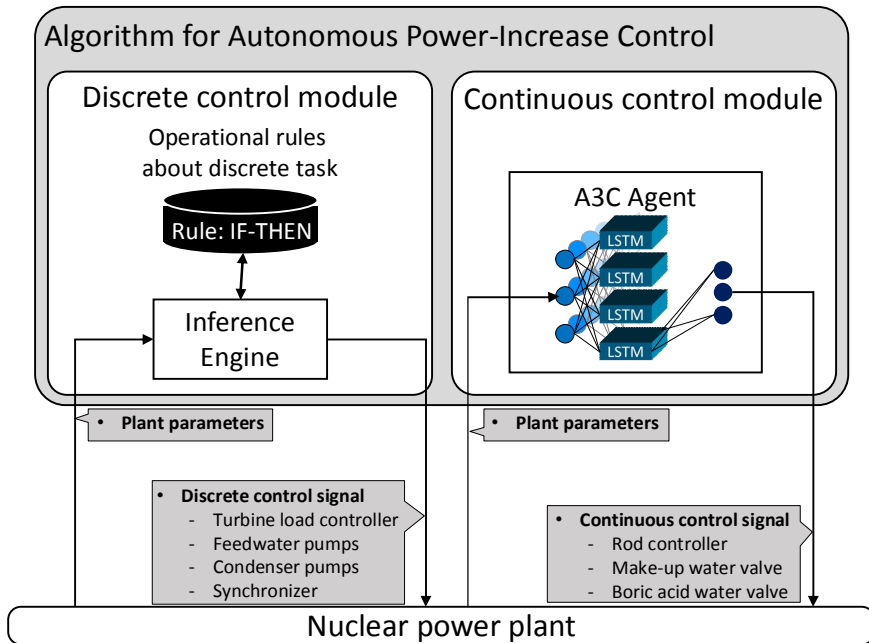 Algorithm for Autonomous Power-Increase Control
Discrete control module
Operational rules
about discrete task
Rule: IF-THEN
Inference
Engine
Continuous control module
A3C Agent
LSTM
LSTM
LSTM
LSTM
• Plant parameters
• Plant parameters
• Discrete control signal
- Turbine load controller
- Feedwater pumps
- Condenser pumps
- Synchronizer
• Continuous control signal
- Rod controller
- Make-up water valve
- Boric acid water valve
Nuclear power plant